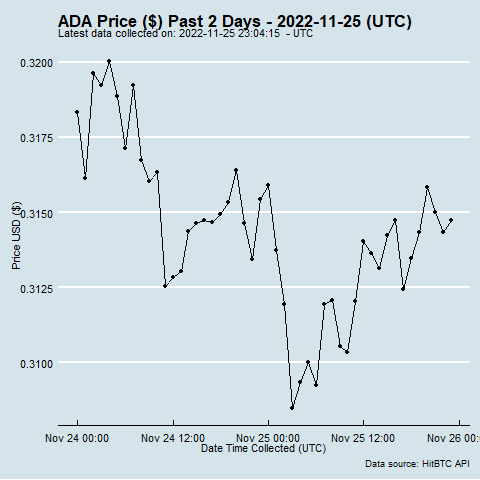 ADA Price ($) Past 2 Days - 2022-11-25 (UTC)
Latest data collected on: 2022-11-25 23:04:15 - UTC
0.3200
0.3175
0.3150
0.3125
0.3100
Price USD ($)
Nov 24 00:00
Nov 24 12:00
Nov 25 00:00
Nov 25 12:00
Nov 26 00:0
Date Time Collected (UTC)
Data source: HitBTC API